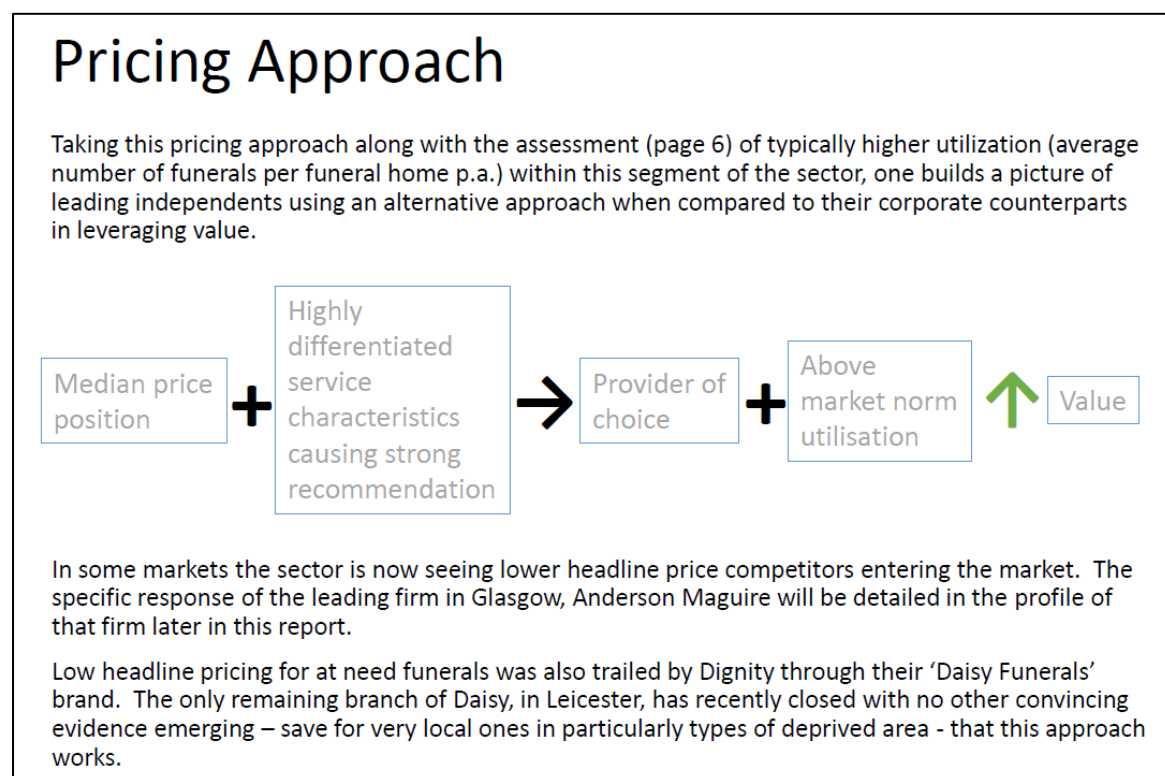 Pricing Approach
Taking this pricing approach along with the assessment (page 6) of typically higher utilization (average
number of funerals per funeral home p.a.) within this segment of the sector, one builds a picture of
leading independents using an alternative approach when compared to their corporate counterparts
in leveraging value.
Median price
position
+
Highly
differentiated
service
characteristics
causing strong
recommendation
→
Provider of
choice
+
Above
market norm
utilisation
↑
Value
In some markets the sector is now seeing lower headline price competitors entering the market.  The
specific response of the leading firm in Glasgow, Anderson Maguire will be detailed in the profile of
that firm later in this report.
Low headline pricing for at need funerals was also trailed by Dignity through their ‘Daisy Funerals’
brand.  The only remaining branch of Daisy, in Leicester, has recently closed with no other convincing
evidence emerging – save for very local ones in particularly types of deprived area - that this approach
works.